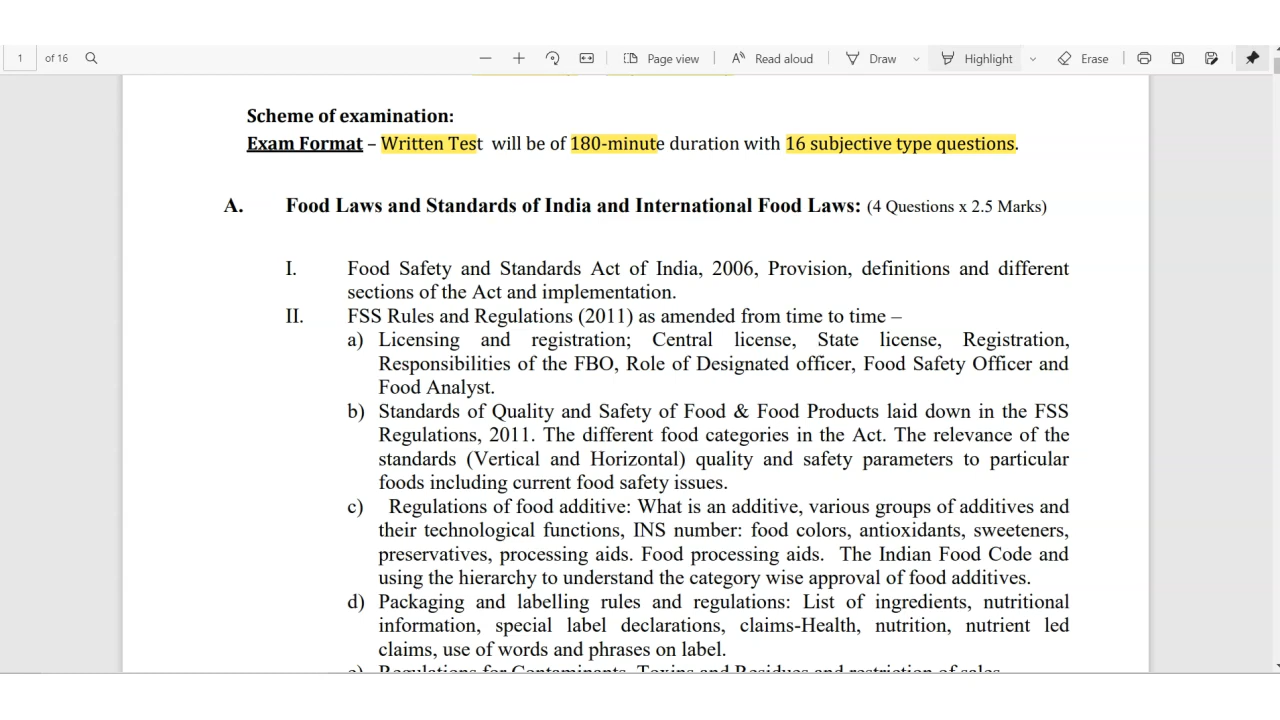 1 of 16 Page view Read aloud Draw Highlight Erase
Scheme of examination:
Exam Format – Written Test will be of 180-minute duration with 16 subjective type questions.
A. Food Laws and Standards of India and International Food Laws: (4 Questions x 2.5 Marks)
I. Food Safety and Standards Act of India, 2006, Provision, definitions and different
sections of the Act and implementation.
II. FSS Rules and Regulations (2011) as amended from time to time –
a) Licensing and registration; Central license, State license, Registration,
Responsibilities of the FBO, Role of Designated officer, Food Safety Officer and
Food Analyst.
b) Standards of Quality and Safety of Food & Food Products laid down in the FSS
Regulations, 2011. The different food categories in the Act. The relevance of the
standards (Vertical and Horizontal) quality and safety parameters to particular
foods including current food safety issues.
c) Regulations of food additive: What is an additive, various groups of additives and
their technological functions, INS number: food colors, antioxidants, sweeteners,
preservatives, processing aids. Food processing aids. The Indian Food Code and
using the hierarchy to understand the category wise approval of food additives.
d) Packaging and labelling rules and regulations: List of ingredients, nutritional
information, special label declarations, claims-Health, nutrition, nutrient led
claims, use of words and phrases on label.
e) Regulations for Contaminants, Toxins and Residues and restriction of sales